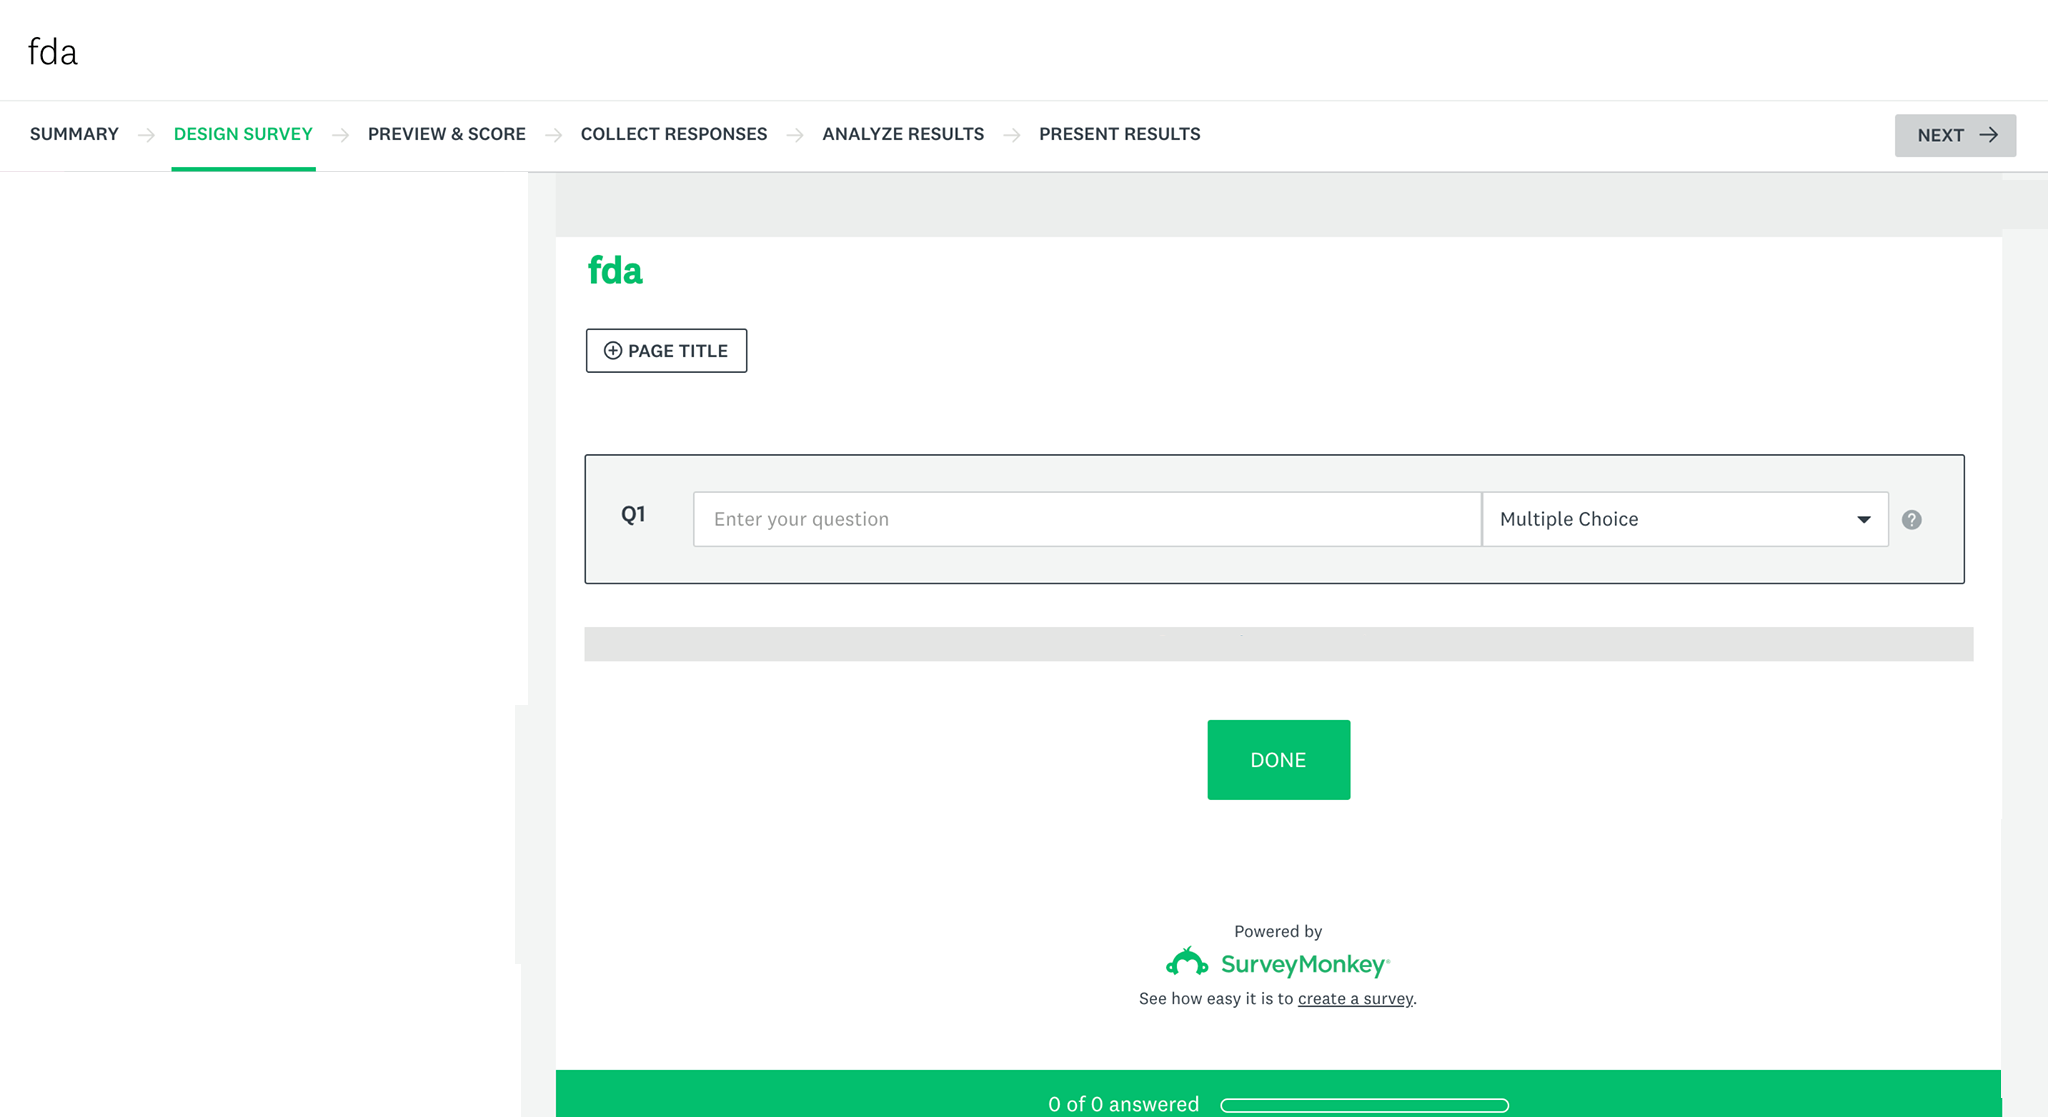 fda
SUMMARY DESIGN SURVEY PREVIEW & SCORE COLLECT RESPONSES ANALYZE RESULTS PRESENT RESULTS NEXT
fda
PAGE TITLE
Q1 Enter your question Multiple Choice ?
DONE
Powered by
SurveyMonkey®
See how easy it is to create a survey.
0 of 0 answered